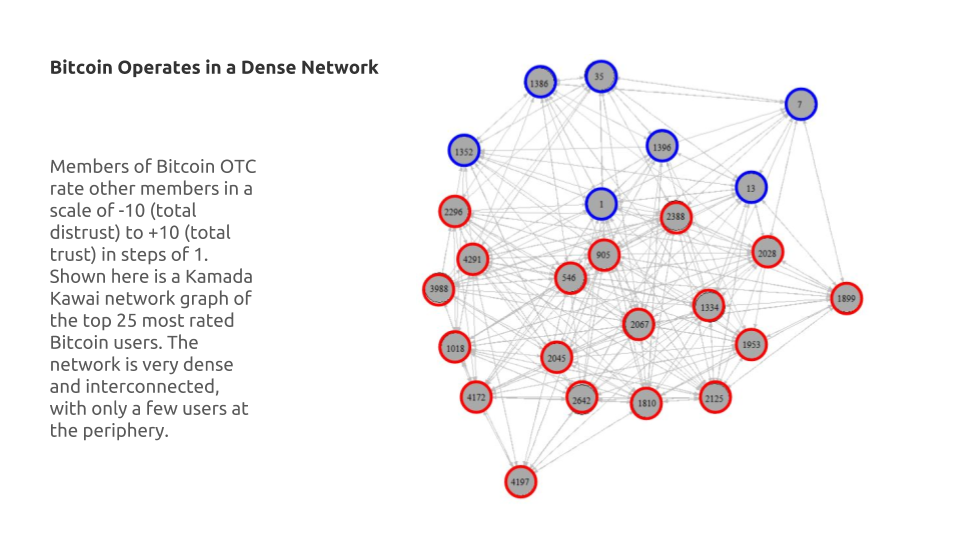 Bitcoin Operates in a Dense Network
Members of Bitcoin OTC
rate other members in a
scale of -10 (total
distrust) to +10 (total
trust) in steps of 1.
Shown here is a Kamada
Kawai network graph of
the top 25 most rated
Bitcoin users. The
network is very dense
and interconnected,
with only a few users at
the periphery.
1386
35
7
1352
1396
13
1
2296
2388
4291
905
2028
546
3988
1899
1334
2067
1018
2045
1953
4172
2642
1810
2125
4197